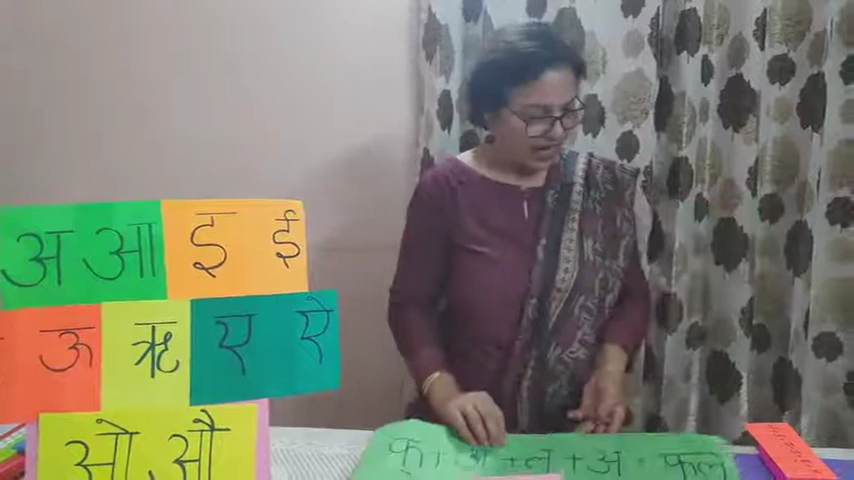 अ आ इ ई
ऊ ऋ ए ऐ
ओ औ
फ् + अ + ल् + अ = फल